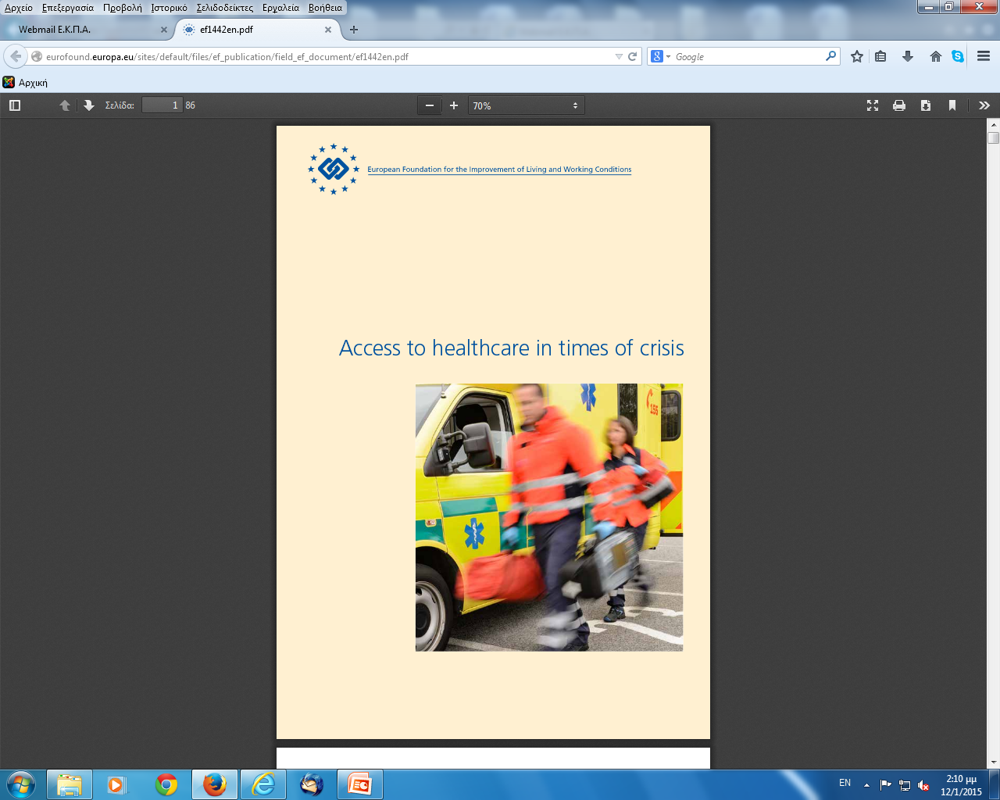 Αρχείο Επεξεργασία Προβολή Ιστορικό Σελιδοδείκτες Εργαλεία Βοήθεια
Webmail Ε.Κ.Π.Α.
ef1442en.pdf
eurofound.europa.eu/sites/default/files/ef_publication/field_ef_document/ef1442en.pdf
Google
Αρχική
Σελίδα: 1 86
70%
European Foundation for the Improvement of Living and Working Conditions
Access to healthcare in times of crisis
155
EN
2:10 μμ
12/1/2015